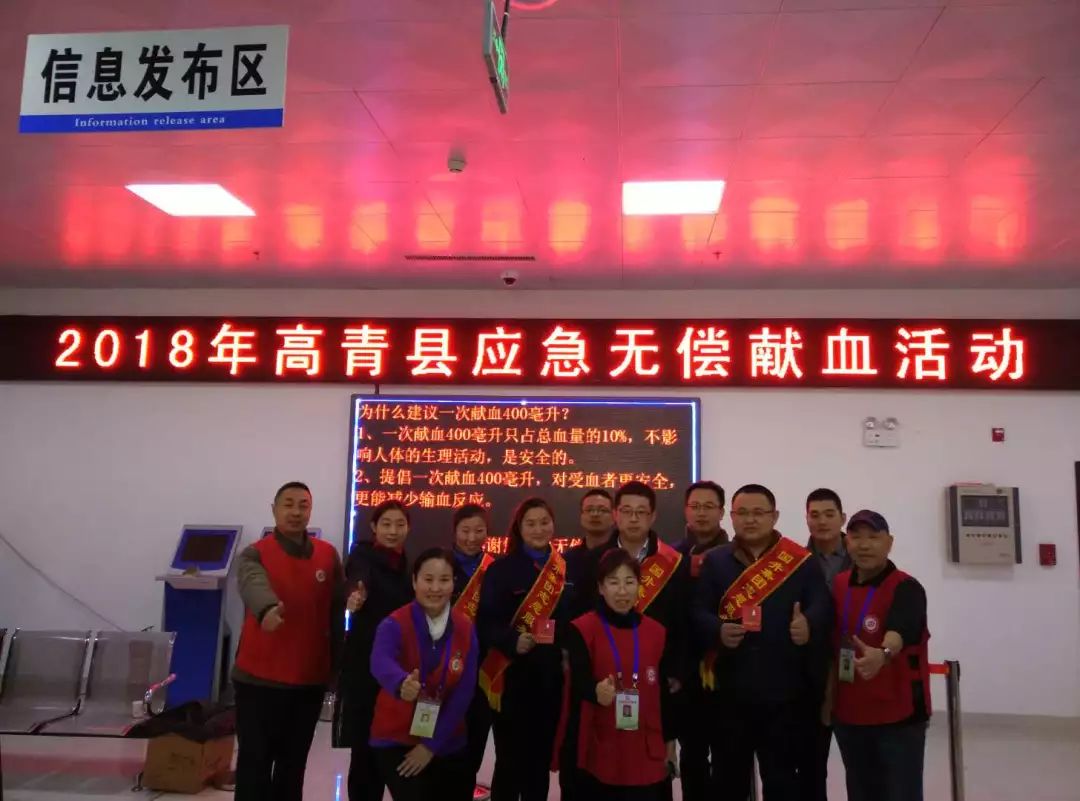 信息发布区
Information release area
2018年高青县应急无偿献血活动
为什么建议一次献血400毫升?
1、一次献血400毫升只占总血量的10%，不影
响人体的生理活动，是安全的。
2、提倡一次献血400毫升，对受血者更安全，
更能减少输血反应。